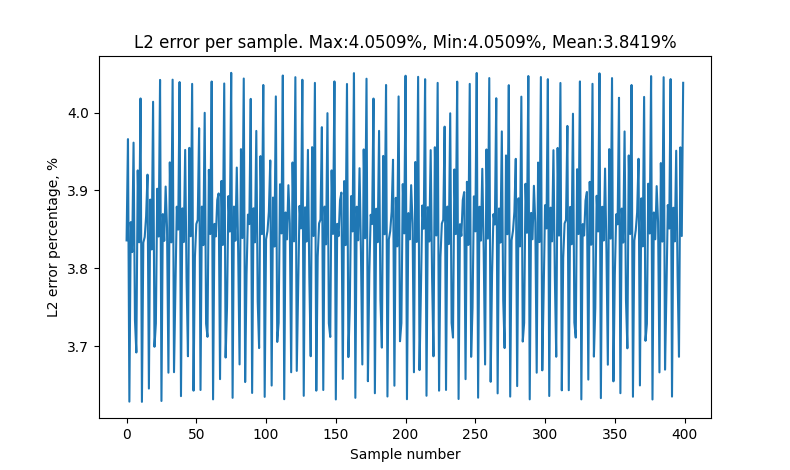 L2 error per sample. Max:4.0509%, Min:4.0509%, Mean:3.8419%
4.0
3.9
3.8
3.7
L2 error percentage, %
0 50 100 150 200 250 300 350 400
Sample number